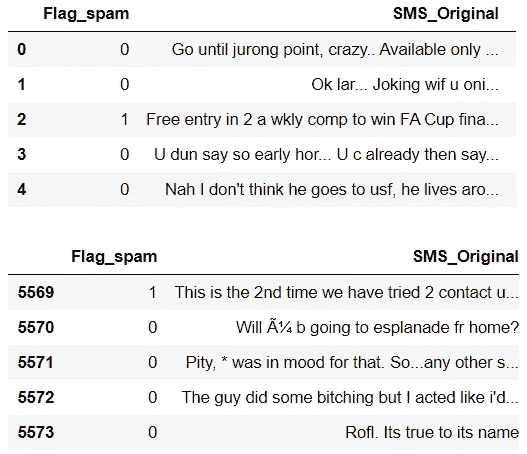 Flag_spam SMS_Original
0 0 Go until jurong point, crazy.. Available only ...
1 0 Ok lar... Joking wif u oni...
2 1 Free entry in 2 a wkly comp to win FA Cup fina...
3 0 U dun say so early hor... U c already then say...
4 0 Nah I don't think he goes to usf, he lives aro...
Flag_spam SMS_Original
5569 1 This is the 2nd time we have tried 2 contact u...
5570 0 Will Ã¼ b going to esplanade fr home?
5571 0 Pity, * was in mood for that. So...any other s...
5572 0 The guy did some bitching but I acted like i'd...
5573 0 Rofl. Its true to its name